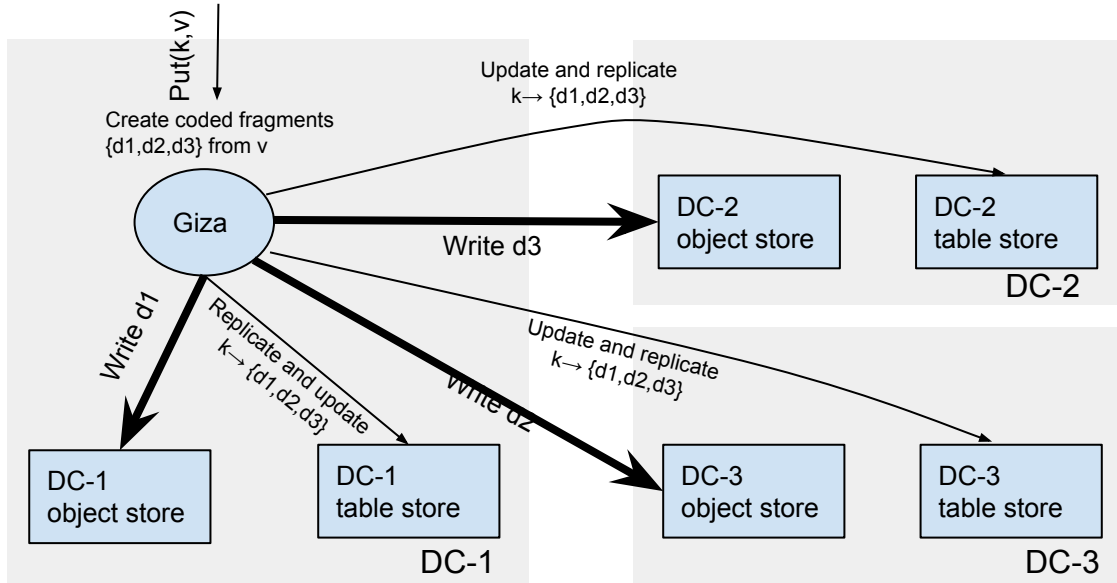 Put(k,v)
Create coded fragments
{d1,d2,d3} from v
Update and replicate
k→ {d1,d2,d3}
Giza
DC-2
object store
DC-2
table store
Write d3
DC-2
Write d1
Replicate and update
k→ {d1,d2,d3}
Write d2
Update and replicate
k→ {d1,d2,d3}
DC-1
object store
DC-1
table store
DC-1
DC-3
object store
DC-3
table store
DC-3